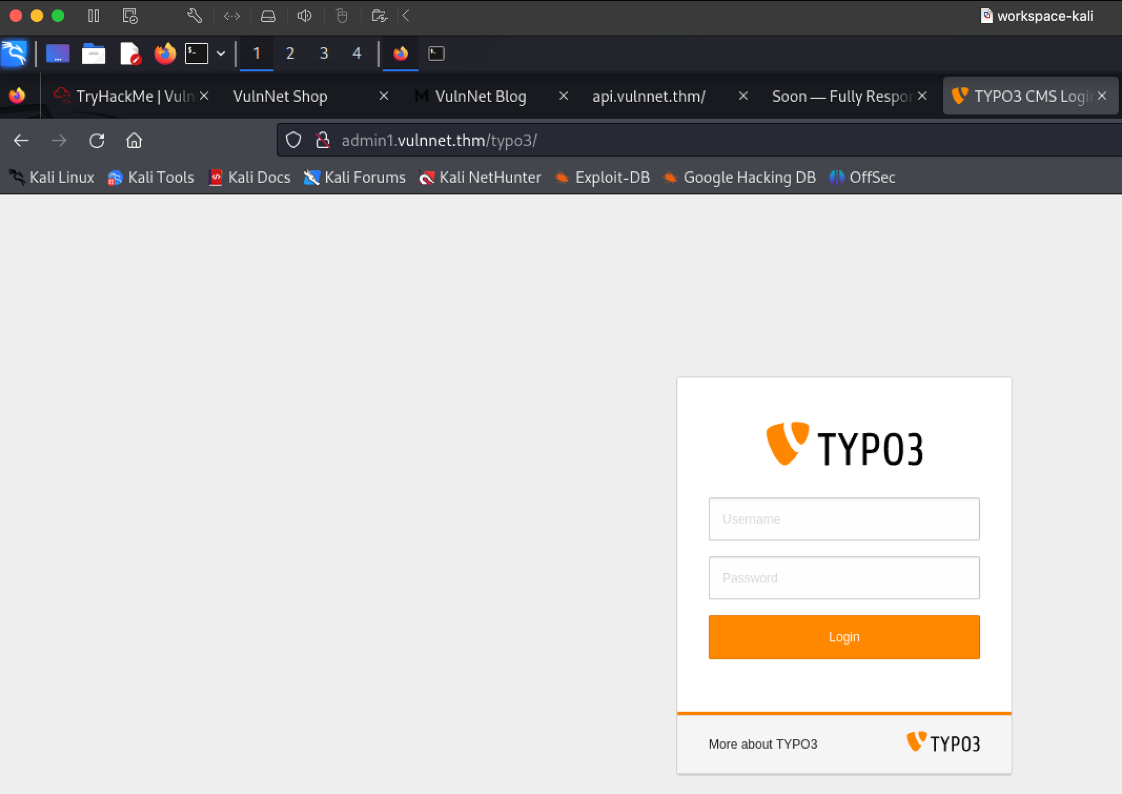 workspace-kali
1 2 3 4
TryHackMe | Vuln VulnNet Shop VulnNet Blog api.vulnnet.thm/ Soon — Fully Respo TYPO3 CMS Logi
admin1.vulnnet.thm/typo3/
Kali Linux Kali Tools Kali Docs Kali Forums Kali NetHunter Exploit-DB Google Hacking DB OffSec
TYPO3
Username
Password
Login
More about TYPO3 TYPO3